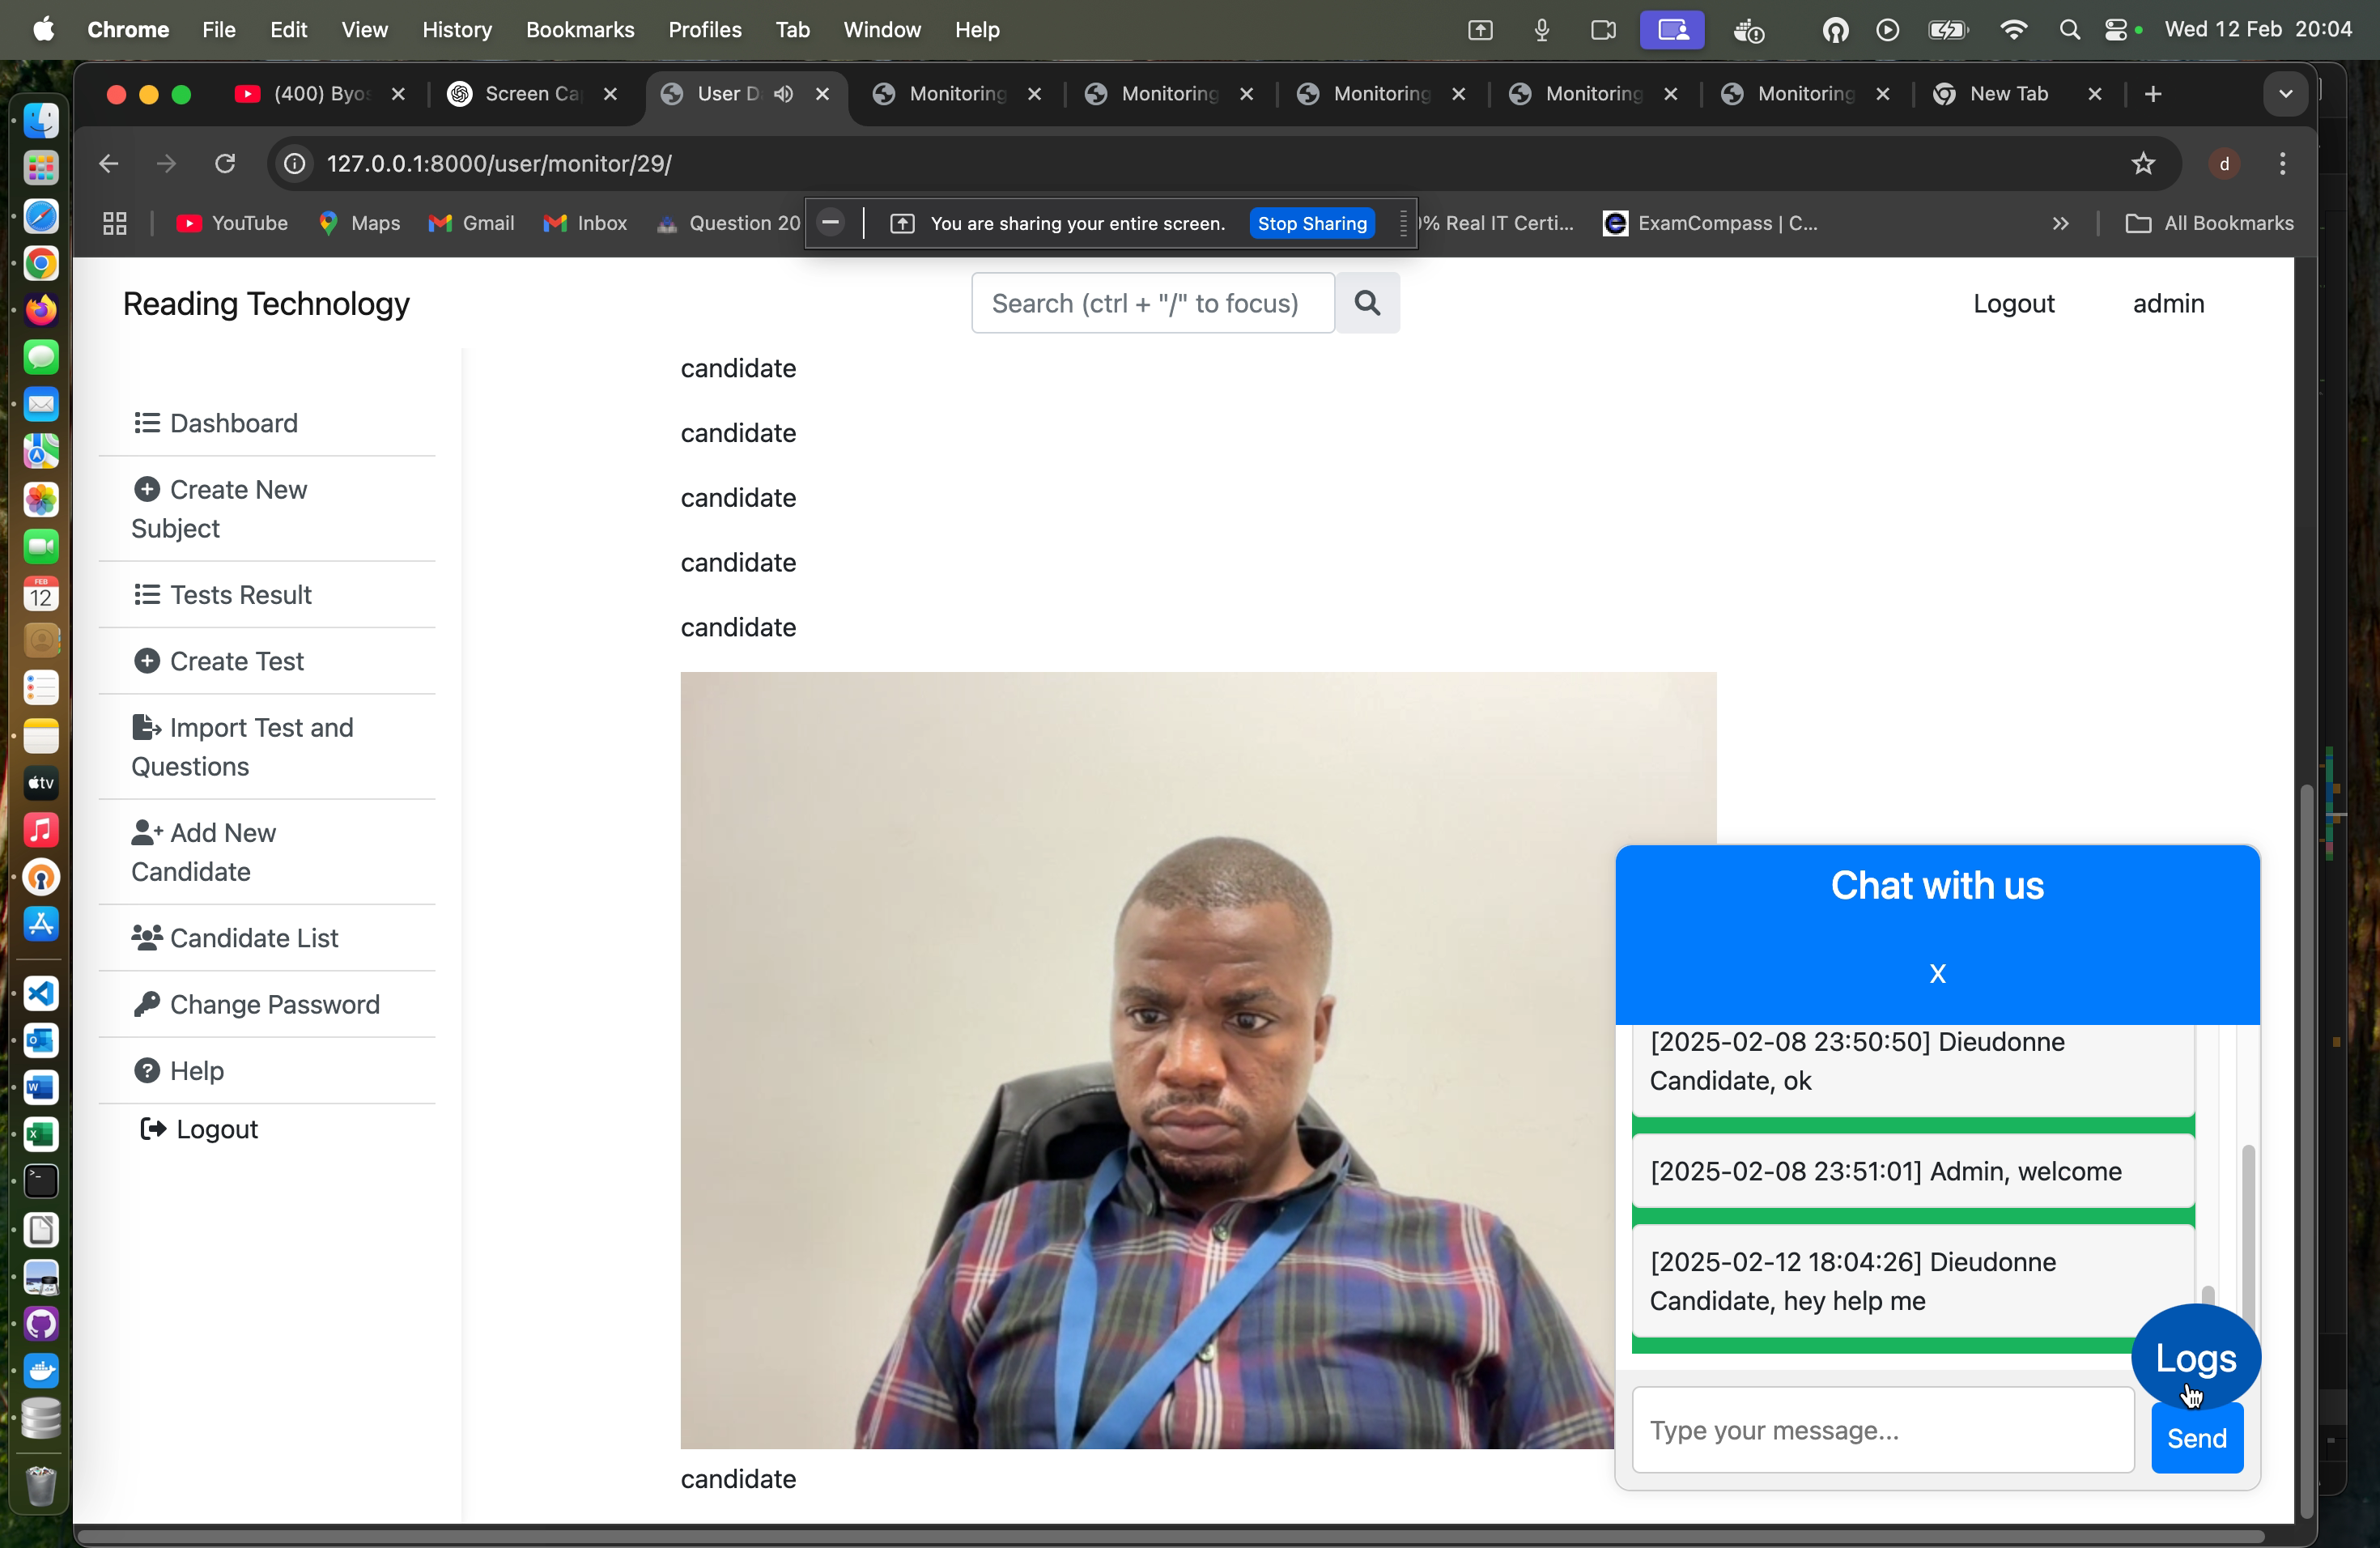 Chrome File Edit View History Bookmarks Profiles Tab Window Help Wed 12 Feb 20:04
(400) Byos Screen Ca User D Monitoring Monitoring Monitoring Monitoring Monitoring New Tab
127.0.0.1:8000/user/monitor/29/ d
YouTube Maps Gmail Inbox Question 20 You are sharing your entire screen. Stop Sharing % Real IT Certi... ExamCompass | C... All Bookmarks
Reading Technology Search (ctrl + "/" to focus) Logout admin
Dashboard
Create New
Subject
Tests Result
Create Test
Import Test and
Questions
Add New
Candidate
Candidate List
Change Password
Help
Logout
candidate
candidate
candidate
candidate
candidate
candidate
Chat with us
X
[2025-02-08 23:50:50] Dieudonne
Candidate, ok
[2025-02-08 23:51:01] Admin, welcome
[2025-02-12 18:04:26] Dieudonne
Candidate, hey help me
Logs
Type your message...
Send
FEB
12
tv